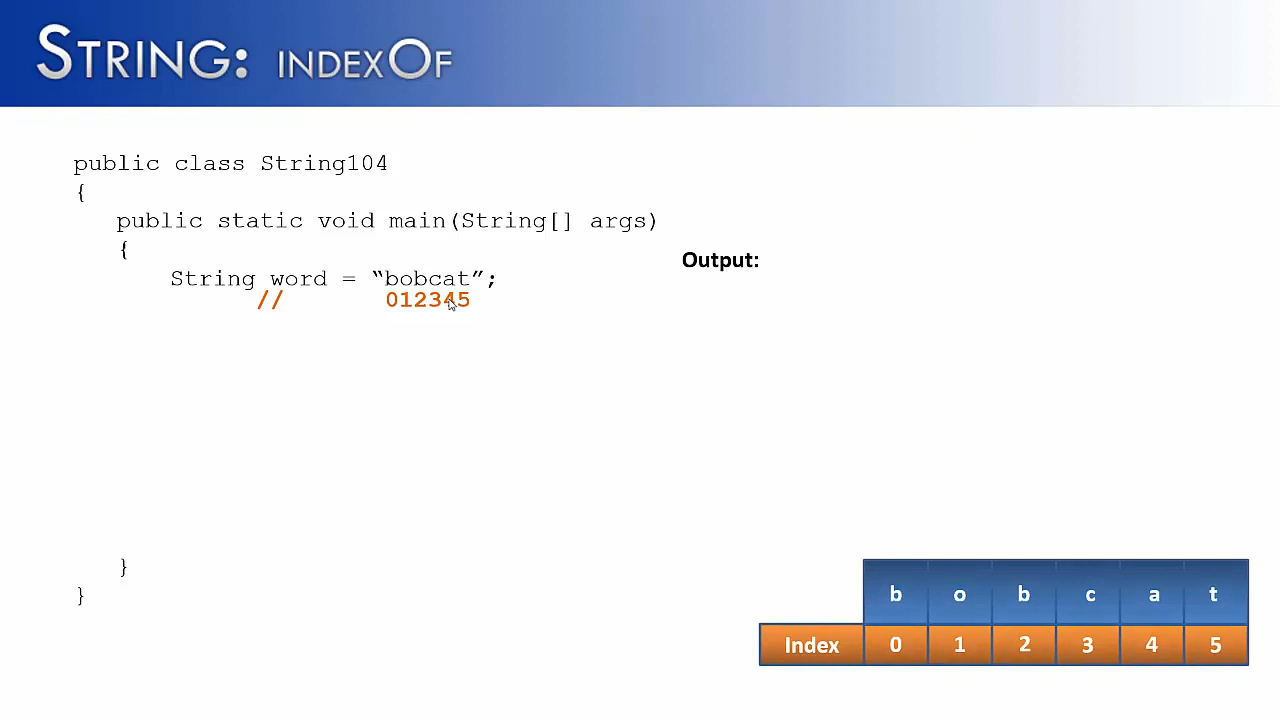 STRING: INDEXOF
public class String104
{
public static void main(String[] args)
{
Output:
String word = “bobcat”;
// 012345
}
}
b o b c a t
Index 0 1 2 3 4 5